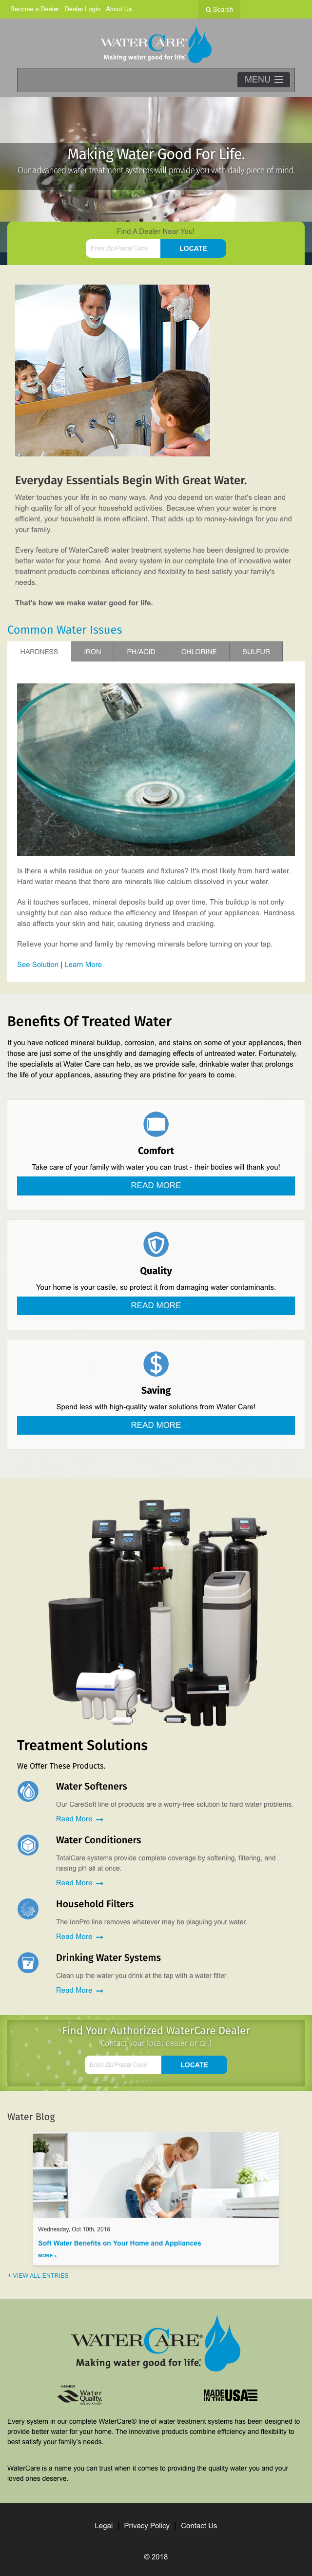 Become a Dealer Dealer Login About Us Search
WATERCARE®
Making water good for life.®
MENU
Making Water Good For Life.
Our advanced water treatment systems will provide you with daily piece of mind.
Find A Dealer Near You!
Enter Zip/Postal Code LOCATE
Everyday Essentials Begin With Great Water.
Water touches your life in so many ways. And you depend on water that's clean and
high quality for all of your household activities. Because when your water is more
efficient, your household is more efficient. That adds up to money-savings for you and
your family.
Every feature of WaterCare® water treatment systems has been designed to provide
better water for your home. And every system in our complete line of innovative water
treatment products combines efficiency and flexibility to best satisfy your family's
needs.
That's how we make water good for life.
Common Water Issues
HARDNESS IRON PH/ACID CHLORINE SULFUR
Is there a white residue on your faucets and fixtures? It's most likely from hard water.
Hard water means that there are minerals like calcium dissolved in your water.
As it touches surfaces, mineral deposits build up over time. This buildup is not only
unsightly but can also reduce the efficiency and lifespan of your appliances. Hardness
also affects your skin and hair, causing dryness and cracking.
Relieve your home and family by removing minerals before turning on your tap.
See Solution | Learn More
Benefits Of Treated Water
If you have noticed mineral buildup, corrosion, and stains on some of your appliances, then
those are just some of the unsightly and damaging effects of untreated water. Fortunately,
the specialists at Water Care can help, as we provide safe, drinkable water that prolongs
the life of your appliances, assuring they are pristine for years to come.
Comfort
Take care of your family with water you can trust - their bodies will thank you!
READ MORE
Quality
Your home is your castle, so protect it from damaging water contaminants.
READ MORE
Saving
Spend less with high-quality water solutions from Water Care!
READ MORE
Treatment Solutions
We Offer These Products.
Water Softeners
Our CareSoft line of products are a worry-free solution to hard water problems.
Read More
Water Conditioners
TotalCare systems provide complete coverage by softening, filtering, and
raising pH all at once.
Read More
Household Filters
The IonPro line removes whatever may be plaguing your water.
Read More
Drinking Water Systems
Clean up the water you drink at the tap with a water filter.
Read More
Find Your Authorized WaterCare Dealer
Contact your local dealer or call
Enter Zip/Postal Code LOCATE
Water Blog
Wednesday, Oct 10th, 2018
Soft Water Benefits on Your Home and Appliances
MORE »
+ VIEW ALL ENTRIES
WATERCARE®
Making water good for life.®
MEMBER
Water
Quality
MADE IN THE USA
Every system in our complete WaterCare® line of water treatment systems has been designed to
provide better water for your home. The innovative products combine efficiency and flexibility to
best satisfy your family's needs.
WaterCare is a name you can trust when it comes to providing the quality water you and your
loved ones deserve.
Legal | Privacy Policy | Contact Us
© 2018